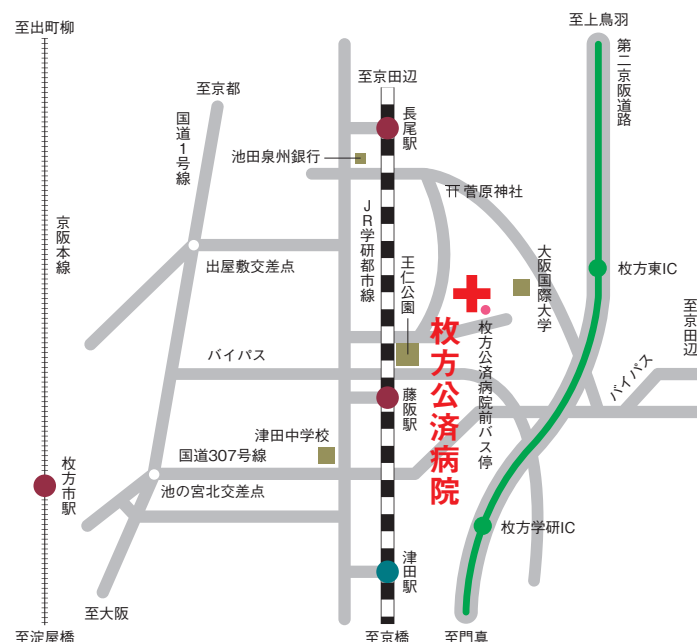 至出町柳
至上鳥羽
第二京阪道路
至京田辺
至京都
長尾駅
国道1号線
池田泉州銀行
菅原神社
JR学研都市線
京阪本線
王仁公園
大阪国際大学
出屋敷交差点
枚方東IC
至京田辺
枚方公済病院
枚方公済病院前バス停
バイパス
バイパス
藤阪駅
津田中学校
国道307号線
枚方市駅
池の宮北交差点
枚方学研IC
津田駅
至大阪
至淀屋橋
至京橋
至門真